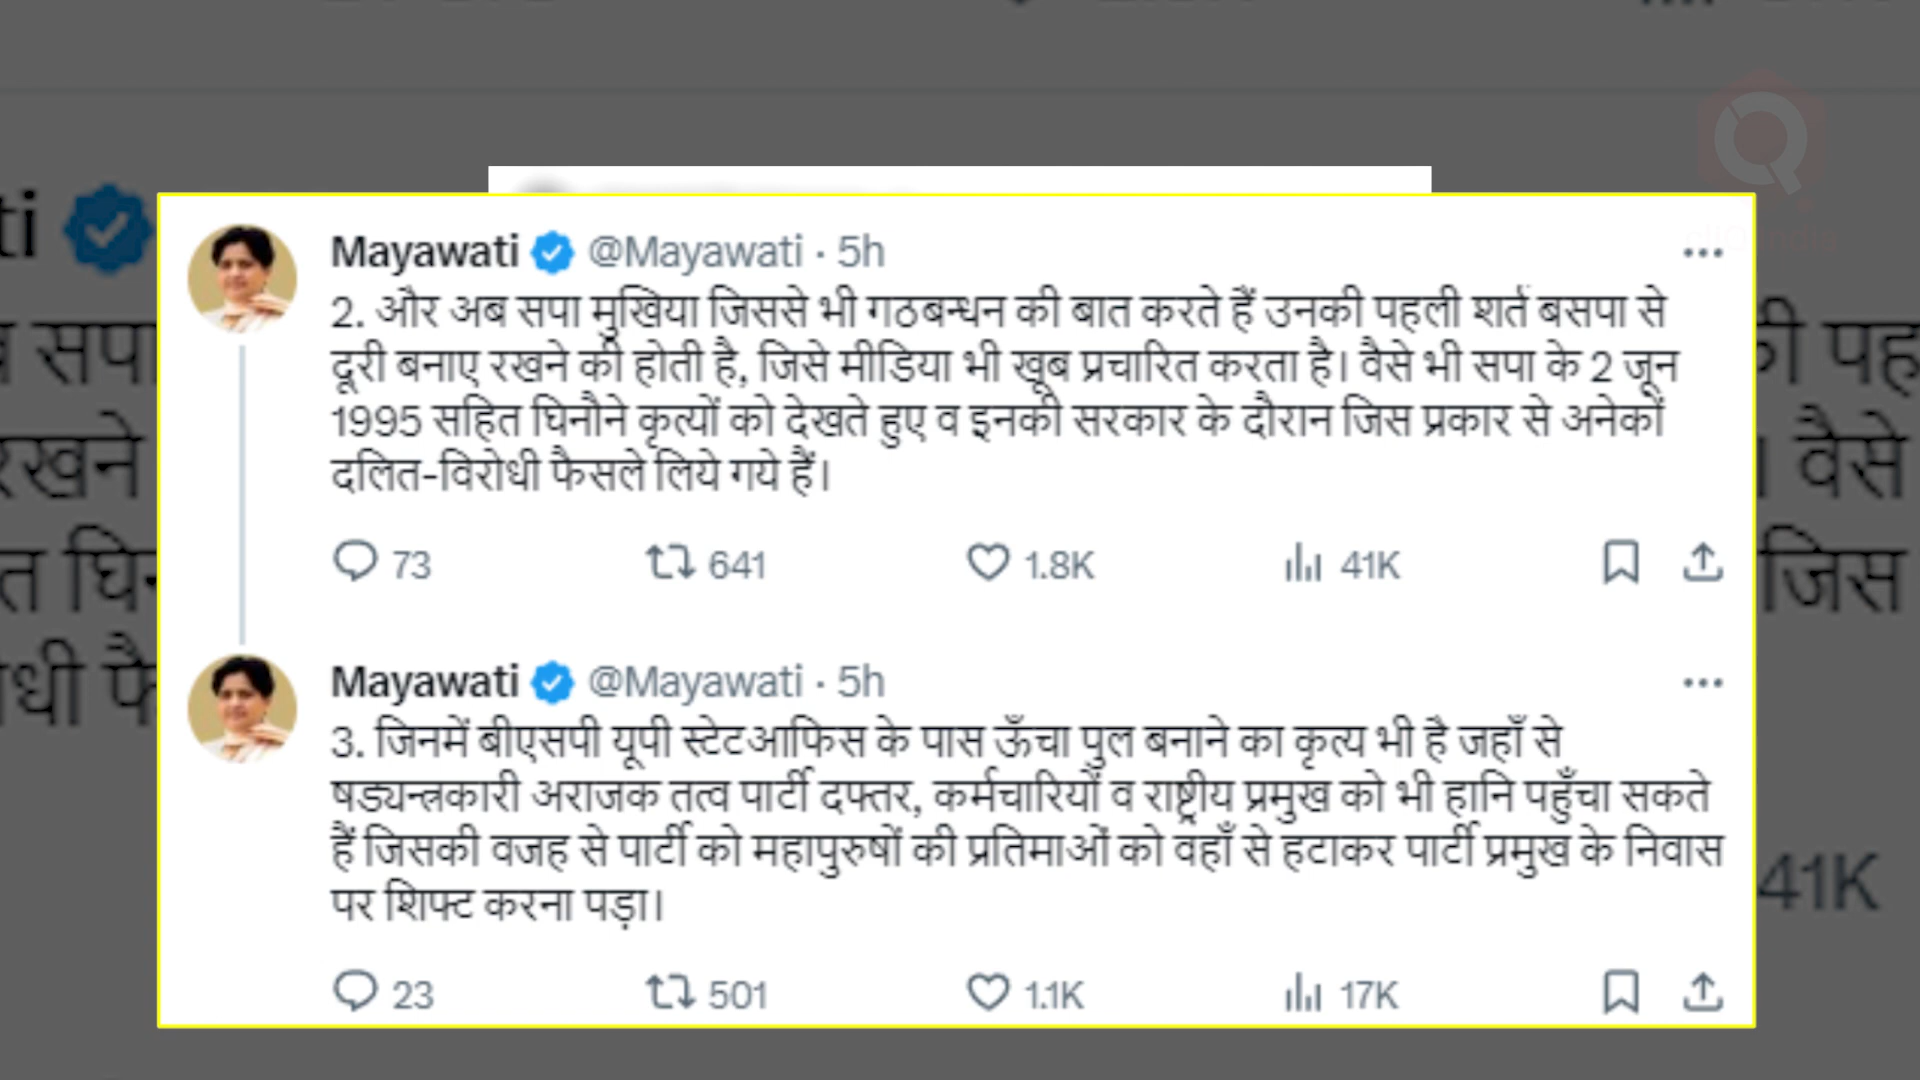 Mayawati @Mayawati · 5h
2. और अब सपा मुखिया जिससे भी गठबन्धन की बात करते हैं उनकी पहली शर्त बसपा से
दूरी बनाए रखने की होती है, जिसे मीडिया भी खूब प्रचारित करता है। वैसे भी सपा के 2 जून
1995 सहित घिनौने कृत्यों को देखते हुए व इनकी सरकार के दौरान जिस प्रकार से अनेकों
दलित-विरोधी फैसले लिये गये हैं।
73 641 1.8K 41K
Mayawati @Mayawati · 5h
3. जिनमें बीएसपी यूपी स्टेटआफिस के पास ऊँचा पुल बनाने का कृत्य भी है जहाँ से
षड्यन्त्रकारी अराजक तत्व पार्टी दफ्तर, कर्मचारियों व राष्ट्रीय प्रमुख को भी हानि पहुँचा सकते
हैं जिसकी वजह से पार्टी को महापुरुषों की प्रतिमाओं को वहाँ से हटाकर पार्टी प्रमुख के निवास
पर शिफ्ट करना पड़ा।
23 501 1.1K 17K